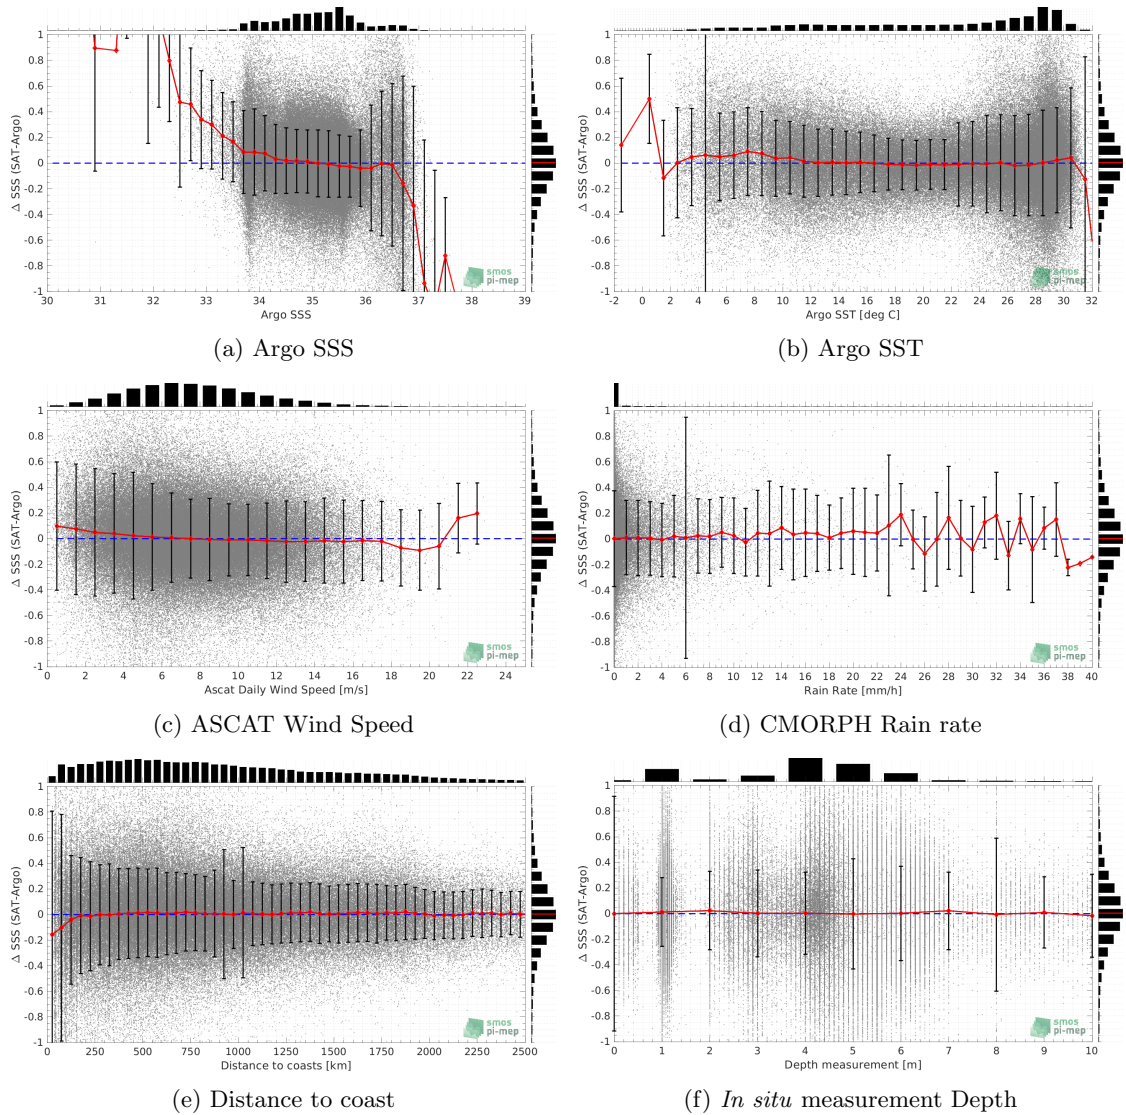 1
0.8
0.6
0.4
0.2
0
-0.2
-0.4
-0.6
-0.8
-1
Δ SSS (SAT-Argo)
30 31 32 33 34 35 36 37 38 39
Argo SSS
smos
pi-mep
(a) Argo SSS
1
0.8
0.6
0.4
0.2
0
-0.2
-0.4
-0.6
-0.8
-1
Δ SSS (SAT-Argo)
-2 0 2 4 6 8 10 12 14 16 18 20 22 24 26 28 30 32
Argo SST [deg C]
smos
pi-mep
(b) Argo SST
1
0.8
0.6
0.4
0.2
0
-0.2
-0.4
-0.6
-0.8
-1
Δ SSS (SAT-Argo)
0 2 4 6 8 10 12 14 16 18 20 22 24
Ascat Daily Wind Speed [m/s]
smos
pi-mep
(c) ASCAT Wind Speed
1
0.8
0.6
0.4
0.2
0
-0.2
-0.4
-0.6
-0.8
-1
Δ SSS (SAT-Argo)
0 2 4 6 8 10 12 14 16 18 20 22 24 26 28 30 32 34 36 38 40
Rain Rate [mm/h]
smos
pi-mep
(d) CMORPH Rain rate
1
0.8
0.6
0.4
0.2
0
-0.2
-0.4
-0.6
-0.8
-1
Δ SSS (SAT-Argo)
0 250 500 750 1000 1250 1500 1750 2000 2250 2500
Distance to coasts [km]
smos
pi-mep
(e) Distance to coast
1
0.8
0.6
0.4
0.2
0
-0.2
-0.4
-0.6
-0.8
-1
Δ SSS (SAT-Argo)
0 1 2 3 4 5 6 7 8 9 10
Depth measurement [m]
smos
pi-mep
(f) In situ measurement Depth